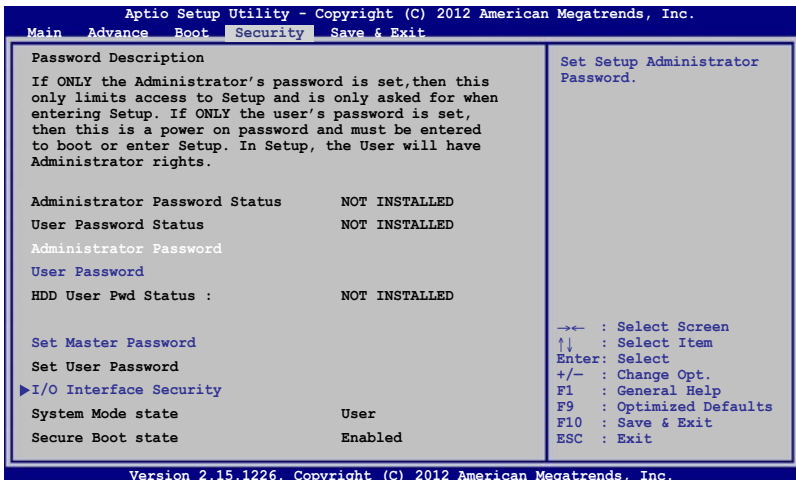 Aptio Setup Utility - Copyright (C) 2012 American Megatrends, Inc.
Main Advance Boot Security Save & Exit
Password Description
If ONLY the Administrator's password is set,then this
only limits access to Setup and is only asked for when
entering Setup. If ONLY the user's password is set,
then this is a power on password and must be entered
to boot or enter Setup. In Setup, the User will have
Administrator rights.
Administrator Password Status NOT INSTALLED
User Password Status NOT INSTALLED
Administrator Password
User Password
HDD User Pwd Status : NOT INSTALLED
Set Master Password
Set User Password
I/O Interface Security
System Mode state User
Secure Boot state Enabled
Set Setup Administrator
Password.
→← : Select Screen
↑↓ : Select Item
Enter: Select
+/— : Change Opt.
F1 : General Help
F9 : Optimized Defaults
F10 : Save & Exit
ESC : Exit
Version 2.15.1226. Copyright (C) 2012 American Megatrends, Inc.